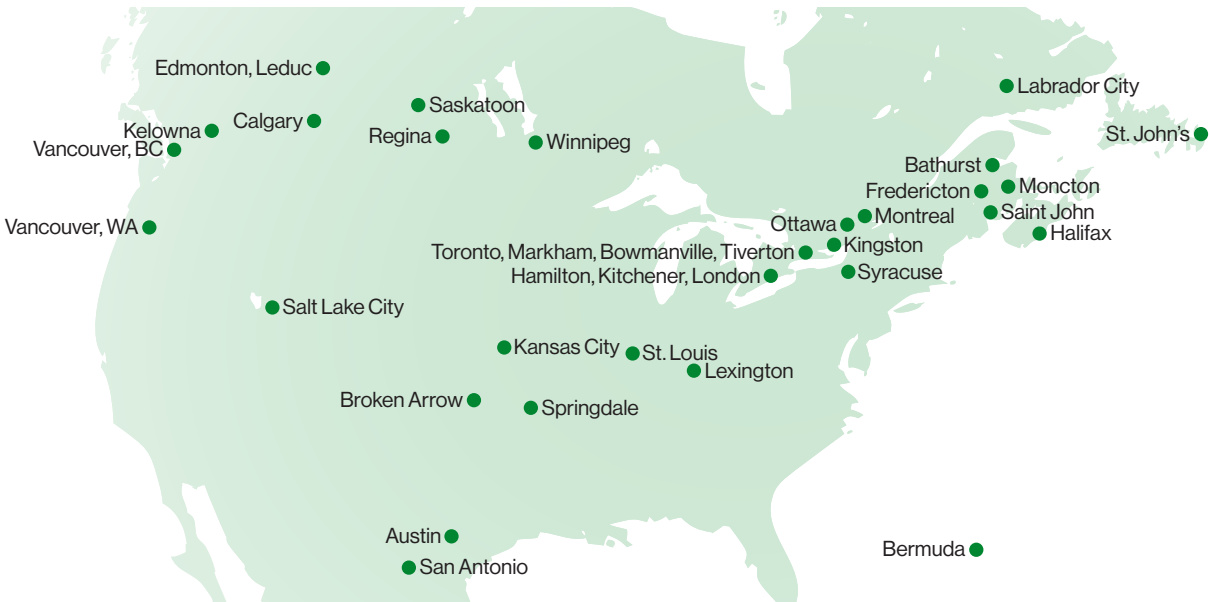 Edmonton, Leduc
Labrador City
Saskatoon
Calgary
Kelowna
Regina
Winnipeg
St. John's
Vancouver, BC
Bathurst
Moncton
Fredericton
Saint John
Montreal
Ottawa
Vancouver, WA
Halifax
Kingston
Toronto, Markham, Bowmanville, Tiverton
Syracuse
Hamilton, Kitchener, London
Salt Lake City
Kansas City
St. Louis
Lexington
Broken Arrow
Springdale
Austin
Bermuda
San Antonio